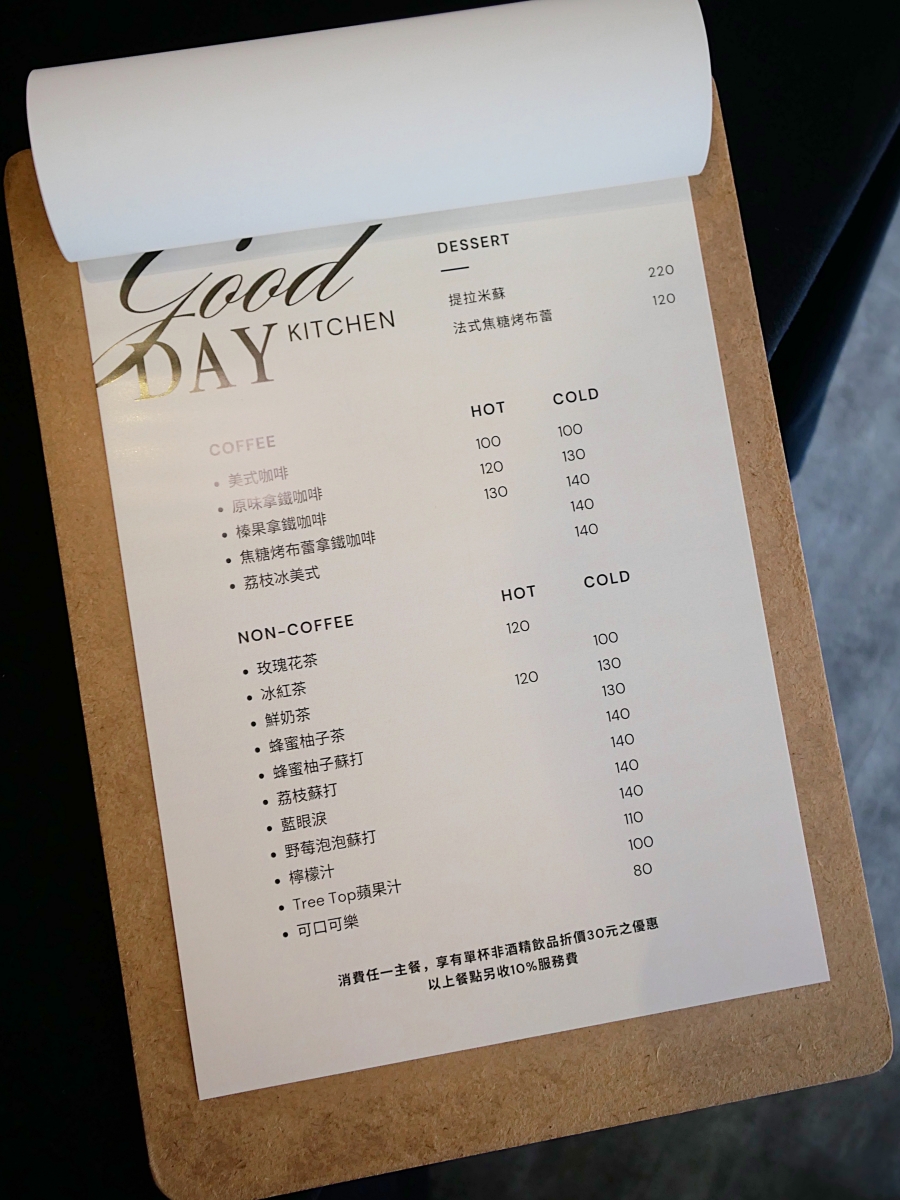 Good
DAY KITCHEN
DESSERT
提拉米蘇 220
法式焦糖烤布蕾 120
COFFEE HOT COLD
• 美式咖啡 100 100
• 原味拿鐵咖啡 120 130
• 榛果拿鐵咖啡 130 140
• 焦糖烤布蕾拿鐵咖啡 140
• 荔枝冰美式 140
NON-COFFEE HOT COLD
• 玫瑰花茶 120
• 冰紅茶 100
• 鮮奶茶 120 130
• 蜂蜜柚子茶 130
• 蜂蜜柚子蘇打 140
• 荔枝蘇打 140
• 藍眼淚 140
• 野莓泡泡蘇打 140
• 檸檬汁 110
• Tree Top蘋果汁 100
• 可口可樂 80
消費任一主餐，享有單杯非酒精飲品折價30元之優惠
以上餐點另收10%服務費